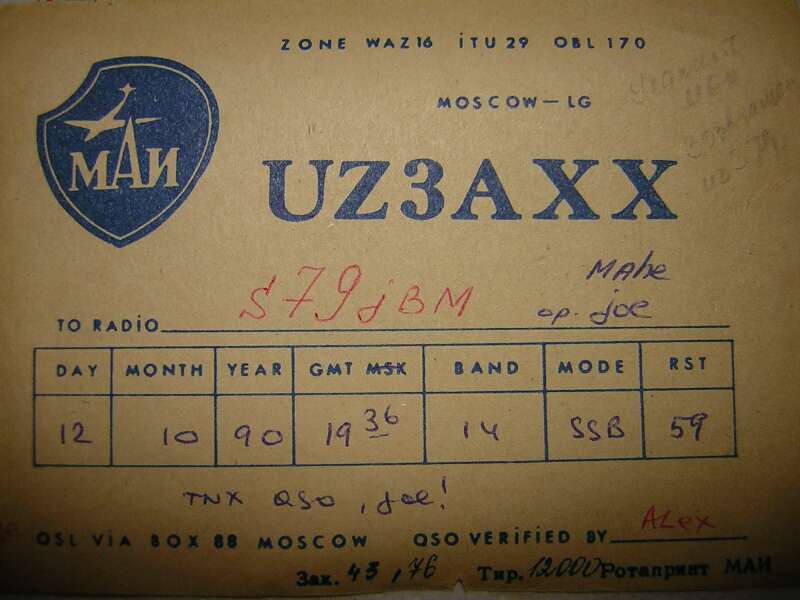 ZONE WAZ16 iTU 29 OBL 170
MOSCOW—LG
МАИ
UZ3AXX
MAhe
S79jBM op. joe
TO RADiO
DAY MONTH YEAR GMT MSK BAND MODE RST
12 10 90 19 36 14 SSB 59
TNX QSO, joe!
QSL ViA BOX 88 MOSCOW QSO VERiFiED BY ALex
Зак. 43, 76 Тир. 12000 Ротапринт МАИ